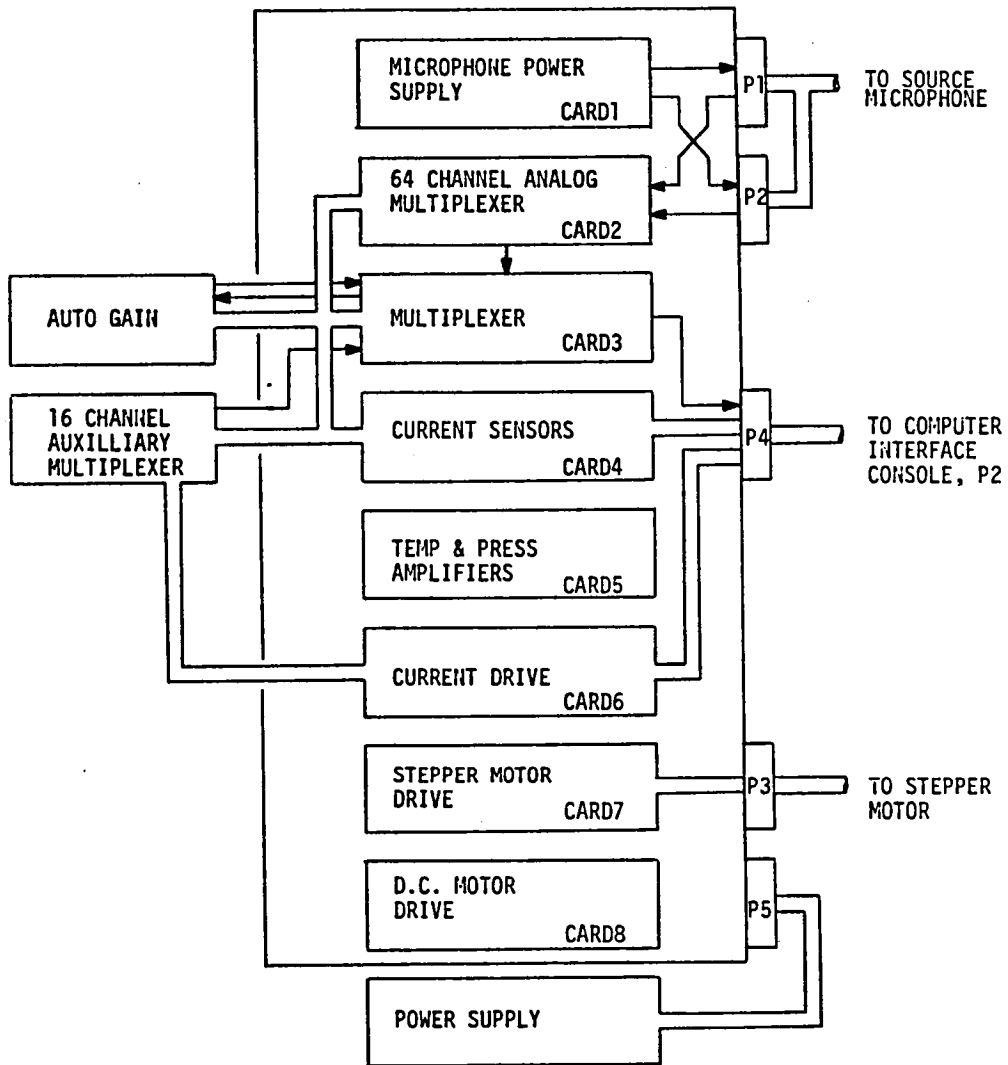 MICROPHONE POWER
SUPPLY
CARD1
P1
TO SOURCE
MICROPHONE
64 CHANNEL ANALOG
MULTIPLEXER
CARD2
P2
AUTO GAIN
MULTIPLEXER
CARD3
16 CHANNEL
AUXILLIARY
MULTIPLEXER
CURRENT SENSORS
CARD4
P4
TO COMPUTER
INTERFACE
CONSOLE, P2
TEMP & PRESS
AMPLIFIERS
CARD5
CURRENT DRIVE
CARD6
STEPPER MOTOR
DRIVE
CARD7
P3
TO STEPPER
MOTOR
D.C. MOTOR
DRIVE
CARD8
P5
POWER SUPPLY